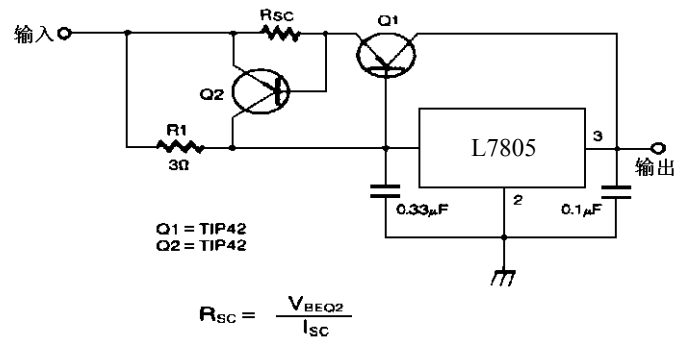 RSC
Q1
输入
Q2
R1
3Ω
L7805
3
输出
2
0.33μF
0.1μF
Q1 = TIP42
Q2 = TIP42
RSC = VBEQ2 / ISC